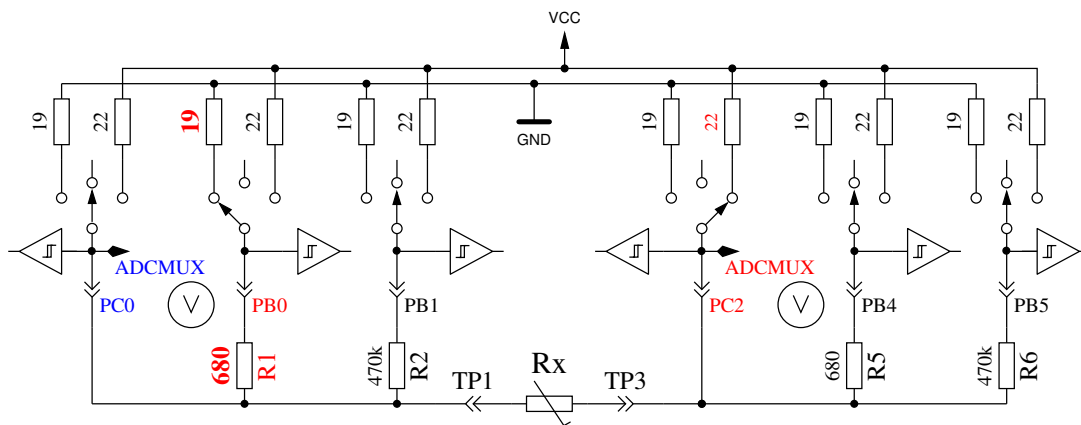 VCC
GND
19
22
19
22
19
22
19
22
19
22
19
22
ADCMUX
ADCMUX
PC0
V
PB0
PB1
PC2
V
PB4
PB5
680
R1
470k
R2
TP1
Rx
TP3
680
R5
470k
R6